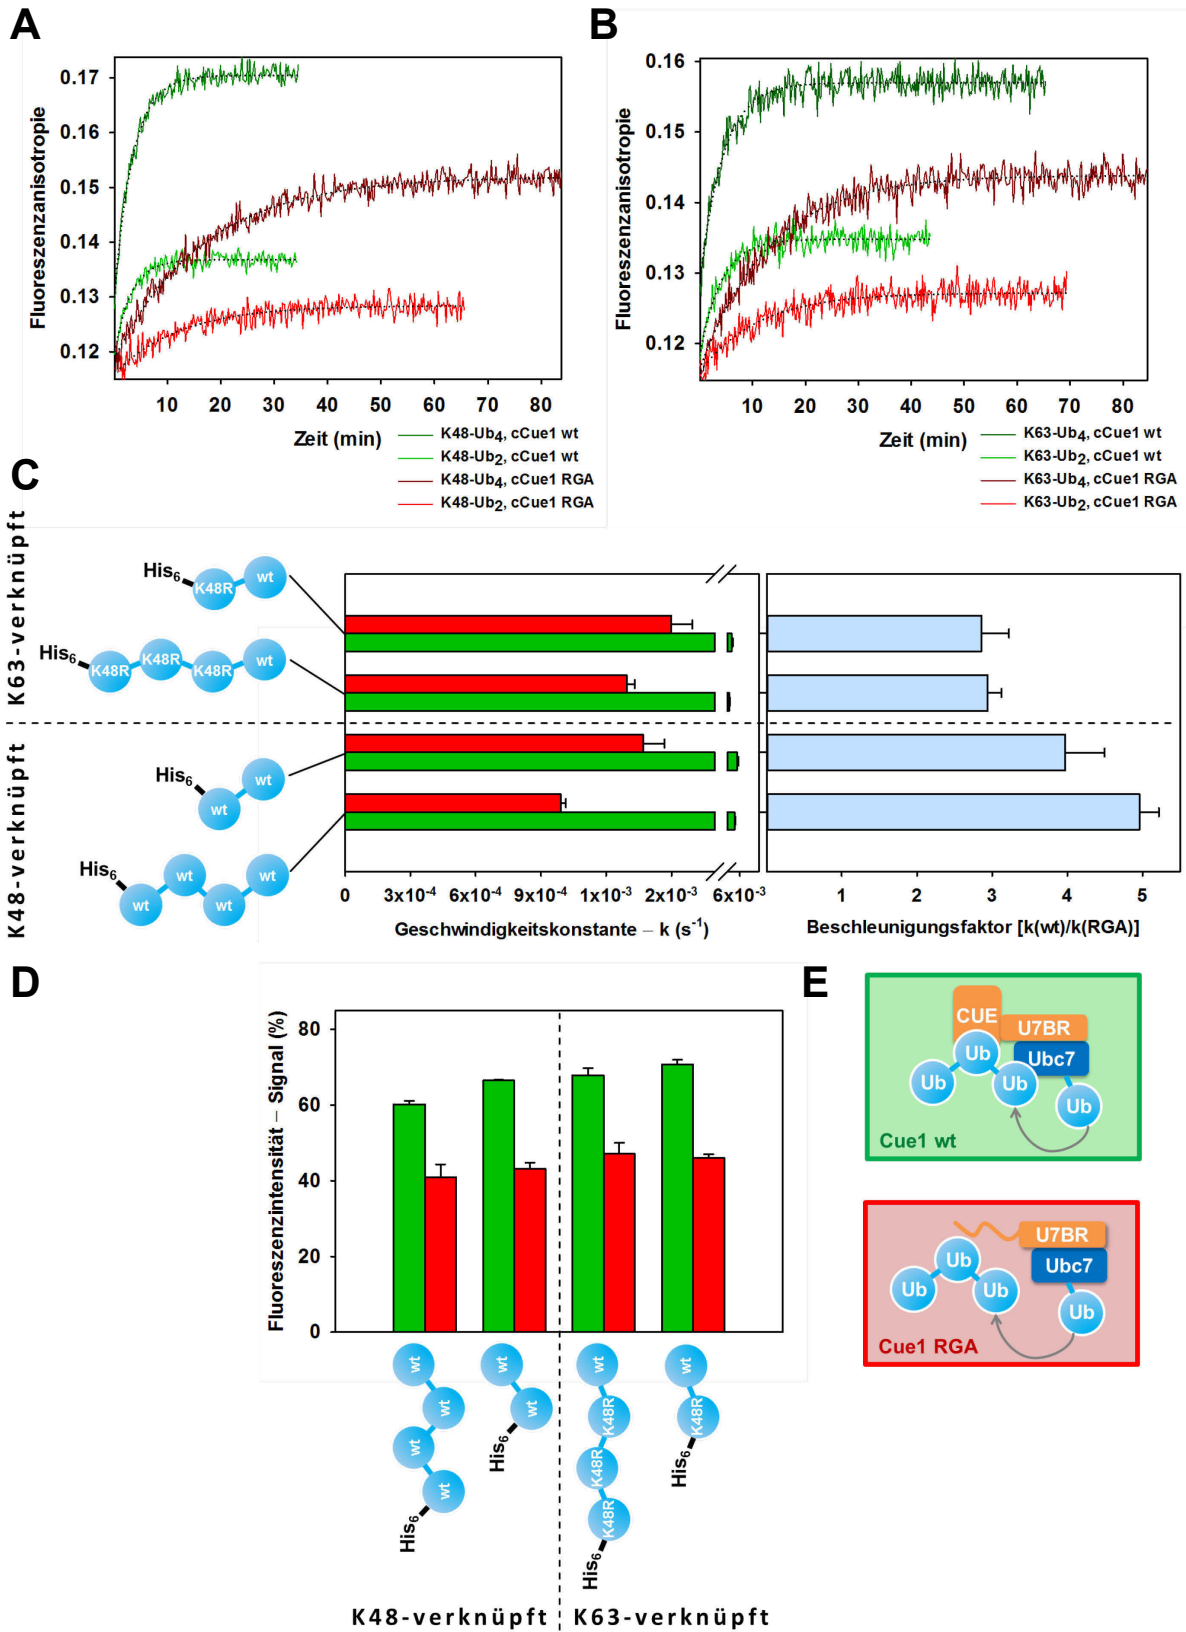 A
Fluoreszenzanisotropie
0.17
0.16
0.15
0.14
0.13
0.12
10 20 30 40 50 60 70 80
Zeit (min)
K48-Ub4, cCue1 wt
K48-Ub2, cCue1 wt
K48-Ub4, cCue1 RGA
K48-Ub2, cCue1 RGA
B
Fluoreszenzanisotropie
0.16
0.15
0.14
0.13
0.12
10 20 30 40 50 60 70 80
Zeit (min)
K63-Ub4, cCue1 wt
K63-Ub2, cCue1 wt
K63-Ub4, cCue1 RGA
K63-Ub2, cCue1 RGA
C
K63-verknüpft
His6 K48R wt
His6 K48R K48R K48R wt
K48-verknüpft
His6 wt wt
His6 wt wt wt wt
0 3x10-4 6x10-4 9x10-4 1x10-3 2x10-3 6x10-3
Geschwindigkeitskonstante – k (s-1)
1 2 3 4 5
Beschleunigungsfaktor [k(wt)/k(RGA)]
D
Fluoreszenzintensität – Signal (%)
80
60
40
20
0
wt wt wt wt His6
wt wt His6
wt K48R K48R K48R His6
wt K48R His6
K48-verknüpft
K63-verknüpft
E
CUE
U7BR
Ub Ubc7
Ub Ub Ub
Cue1 wt
U7BR
Ub Ubc7
Ub Ub Ub
Cue1 RGA